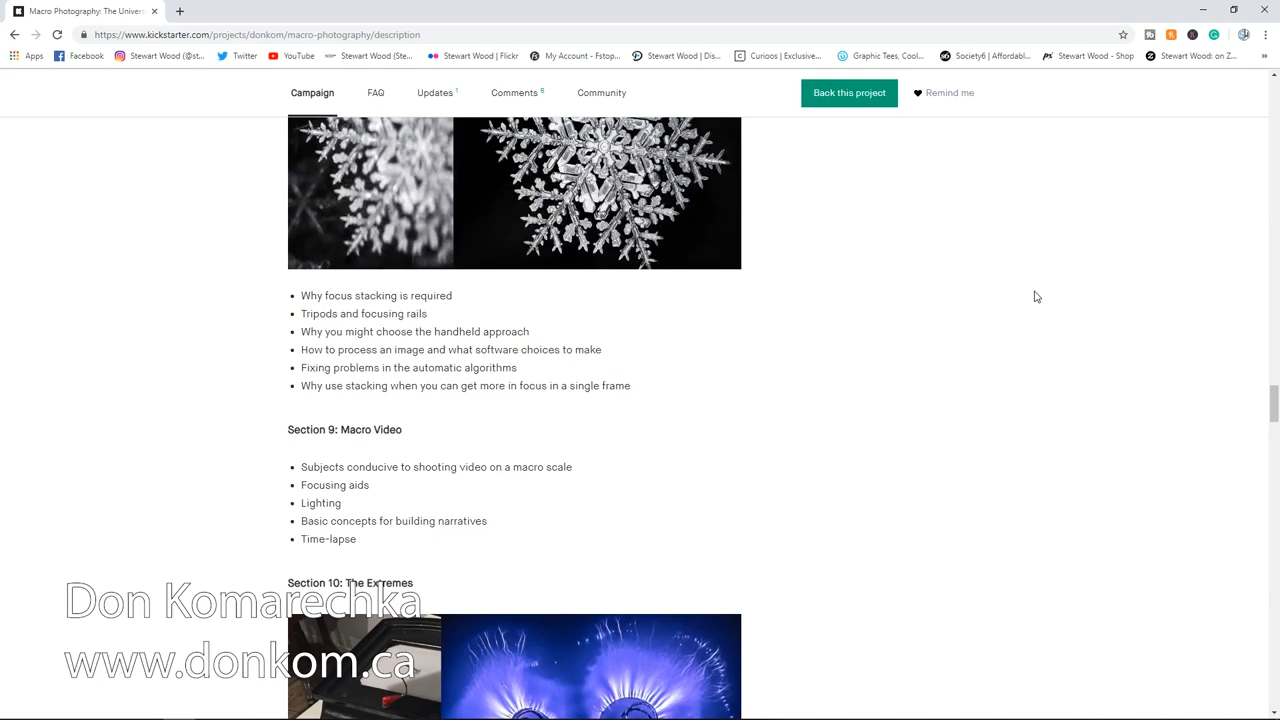 Macro Photography: The Univers
https://www.kickstarter.com/projects/donkom/macro-photography/description
Apps
Facebook
Stewart Wood (@st...
Twitter
YouTube
Stewart Wood (Ste...
Stewart Wood | Flickr
My Account - Fstop...
Stewart Wood | Dis...
Curios | Exclusive...
Graphic Tees, Cool...
Society6 | Affordabl...
Stewart Wood - Shop
Stewart Wood: on Z...
Campaign
FAQ
Updates 1
Comments 6
Community
Back this project
Remind me
• Why focus stacking is required
• Tripods and focusing rails
• Why you might choose the handheld approach
• How to process an image and what software choices to make
• Fixing problems in the automatic algorithms
• Why use stacking when you can get more in focus in a single frame
Section 9: Macro Video
• Subjects conducive to shooting video on a macro scale
• Focusing aids
• Lighting
• Basic concepts for building narratives
• Time-lapse
Section 10: The Extremes
Don Komarechka
www.donkom.ca